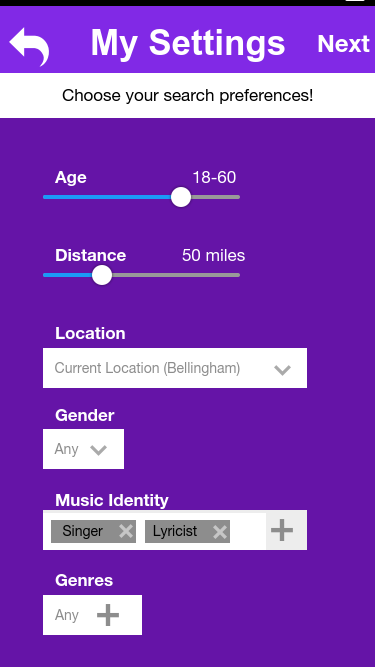 My Settings Next
Choose your search preferences!
Age 18-60
Distance 50 miles
Location
Current Location (Bellingham)
Gender
Any
Music Identity
Singer Lyricist
Genres
Any